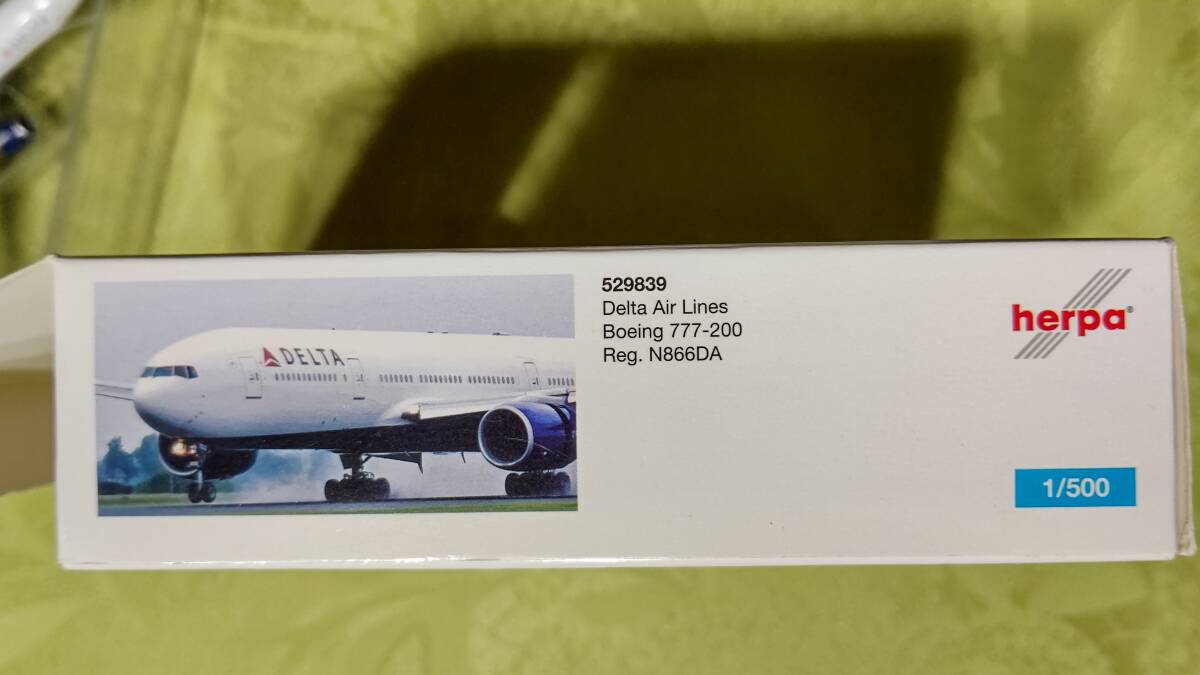 DELTA
529839
Delta Air Lines
Boeing 777-200
Reg. N866DA
herpa®
1/500